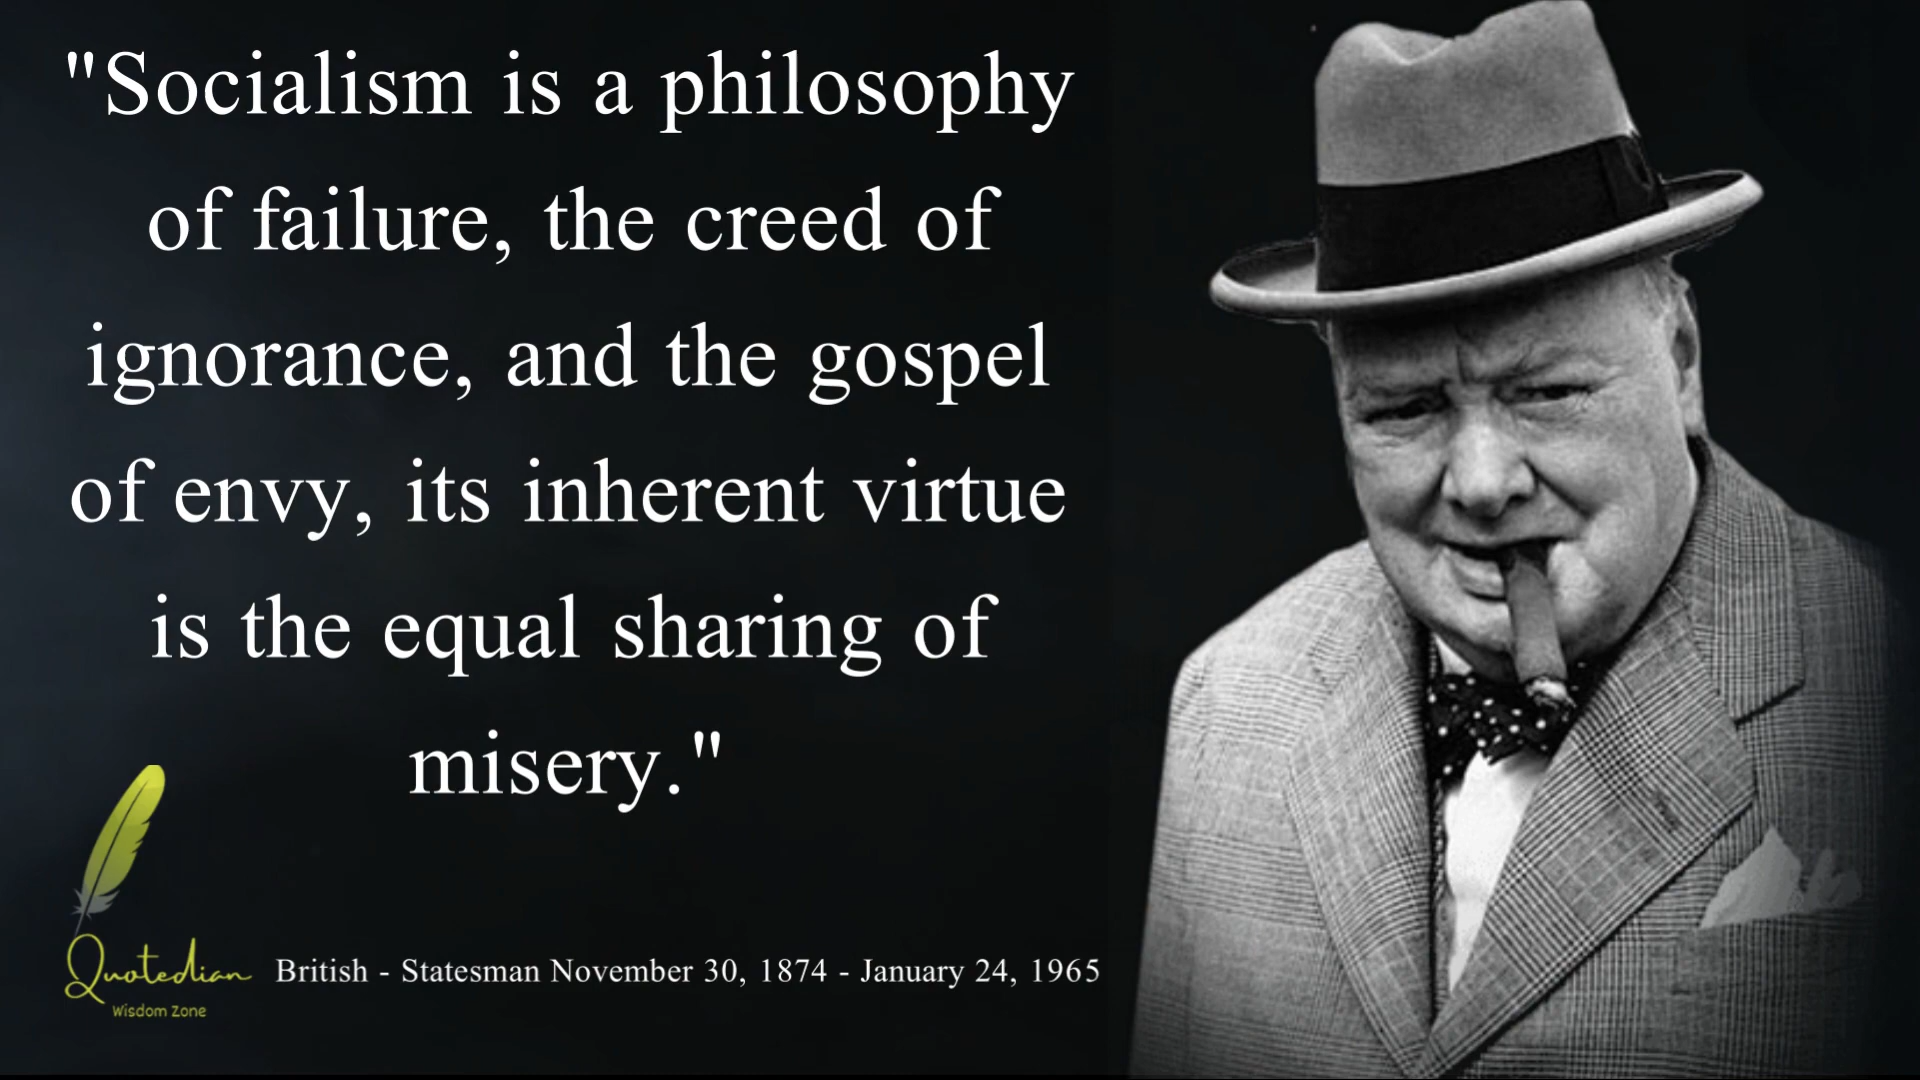 "Socialism is a philosophy
of failure, the creed of
ignorance, and the gospel
of envy, its inherent virtue
is the equal sharing of
misery."
Quotedian
Wisdom Zone
British - Statesman November 30, 1874 - January 24, 1965